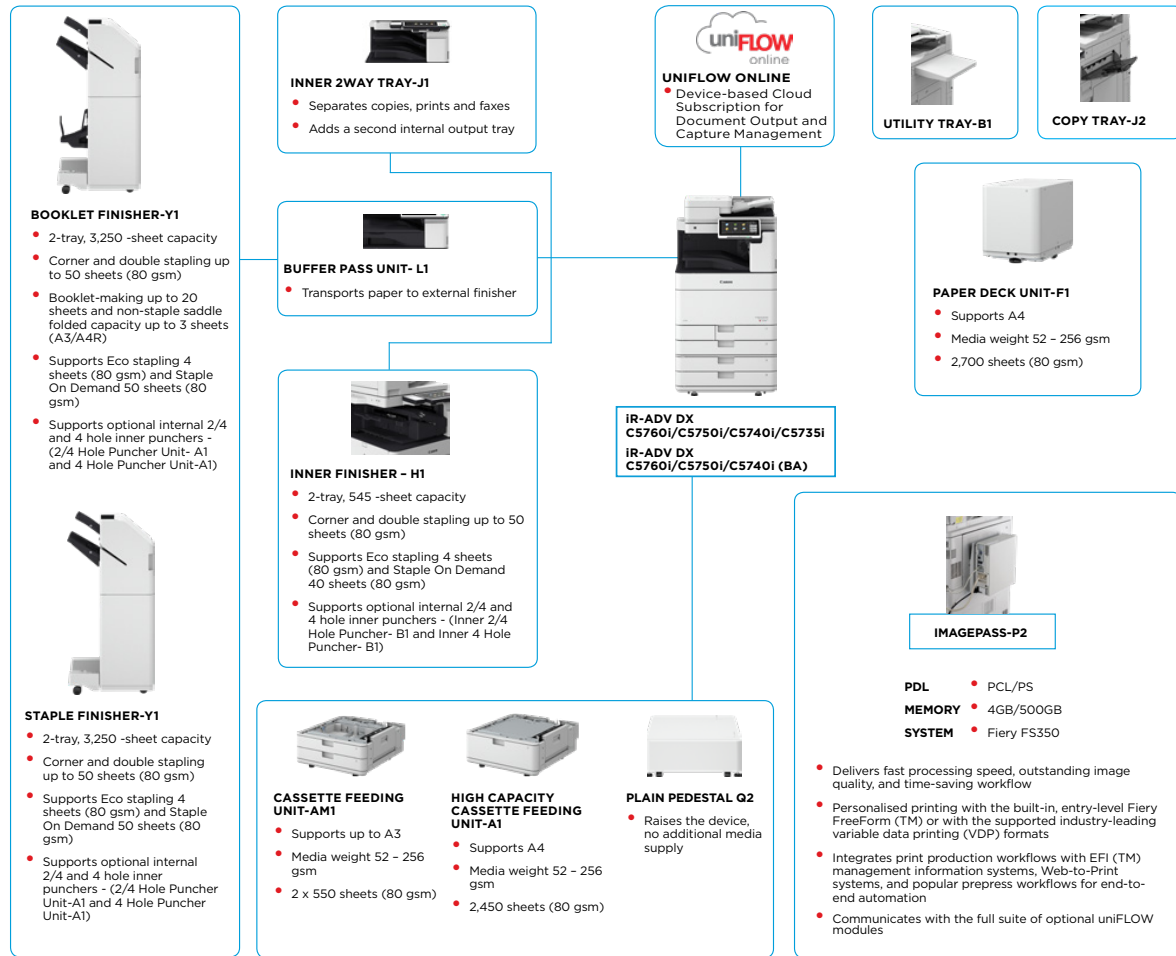 BOOKLET FINISHER-Y1
• 2-tray, 3,250 -sheet capacity
• Corner and double stapling up
to 50 sheets (80 gsm)
• Booklet-making up to 20
sheets and non-staple saddle
folded capacity up to 3 sheets
(A3/A4R)
• Supports Eco stapling 4
sheets (80 gsm) and Staple
On Demand 50 sheets (80
gsm)
• Supports optional internal 2/4
and 4 hole inner punchers -
(2/4 Hole Puncher Unit- A1
and 4 Hole Puncher Unit-A1)
STAPLE FINISHER-Y1
• 2-tray, 3,250 -sheet capacity
• Corner and double stapling
up to 50 sheets (80 gsm)
• Supports Eco stapling 4
sheets (80 gsm) and Staple
On Demand 50 sheets (80
gsm)
• Supports optional internal
2/4 and 4 hole inner
punchers - (2/4 Hole Puncher
Unit-A1 and 4 Hole Puncher
Unit-A1)
INNER 2WAY TRAY-J1
• Separates copies, prints and faxes
• Adds a second internal output tray
BUFFER PASS UNIT- L1
• Transports paper to external finisher
INNER FINISHER – H1
• 2-tray, 545 -sheet capacity
• Corner and double stapling up to 50
sheets (80 gsm)
• Supports Eco stapling 4 sheets
(80 gsm) and Staple On Demand
40 sheets (80 gsm)
• Supports optional internal 2/4 and
4 hole inner punchers - (Inner 2/4
Hole Puncher- B1 and Inner 4 Hole
Puncher- B1)
uniFLOW
online
UNIFLOW ONLINE
• Device-based Cloud
Subscription for
Document Output and
Capture Management
Canon
iR-ADV DX
C5760i/C5750i/C5740i/C5735i
iR-ADV DX
C5760i/C5750i/C5740i (BA)
UTILITY TRAY-B1
COPY TRAY-J2
PAPER DECK UNIT-F1
• Supports A4
• Media weight 52 – 256 gsm
• 2,700 sheets (80 gsm)
CASSETTE FEEDING
UNIT-AM1
• Supports up to A3
• Media weight 52 – 256
gsm
• 2 x 550 sheets (80 gsm)
HIGH CAPACITY
CASSETTE FEEDING
UNIT-A1
• Supports A4
• Media weight 52 – 256
gsm
• 2,450 sheets (80 gsm)
PLAIN PEDESTAL Q2
• Raises the device,
no additional media
supply
IMAGEPASS-P2
PDL • PCL/PS
MEMORY • 4GB/500GB
SYSTEM • Fiery FS350
• Delivers fast processing speed, outstanding image
quality, and time-saving workflow
• Personalised printing with the built-in, entry-level Fiery
FreeForm (TM) or with the supported industry-leading
variable data printing (VDP) formats
• Integrates print production workflows with EFI (TM)
management information systems, Web-to-Print
systems, and popular prepress workflows for end-to-
end automation
• Communicates with the full suite of optional uniFLOW
modules